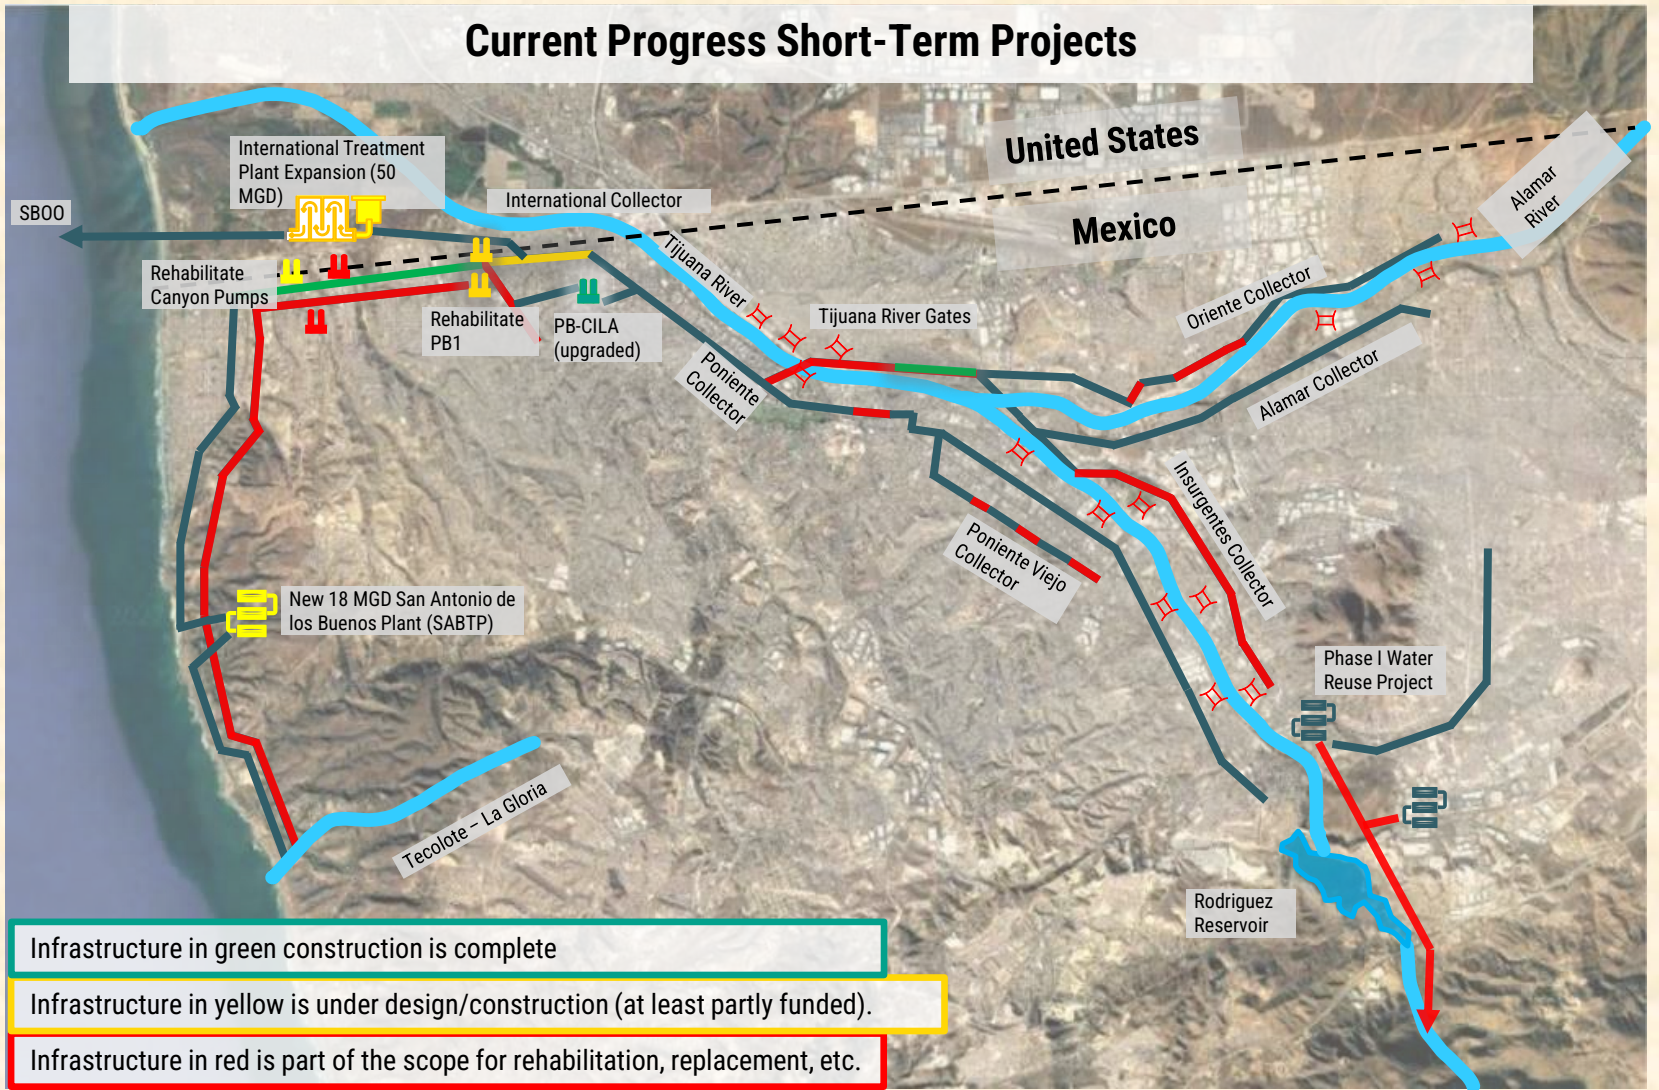 Current Progress Short-Term Projects
United States
Mexico
Alamar
River
International Treatment
Plant Expansion (50
MGD)
International Collector
SBOO
Rehabilitate
Canyon Pumps
Rehabilitate
PB1
PB-CILA
(upgraded)
Tijuana River
Tijuana River Gates
Oriente Collector
Poniente
Collector
Alamar Collector
Insurgentes Collector
Poniente Viejo
Collector
New 18 MGD San Antonio de
los Buenos Plant (SABTP)
Phase I Water
Reuse Project
Tecolote – La Gloria
Rodriguez
Reservoir
Infrastructure in green construction is complete
Infrastructure in yellow is under design/construction (at least partly funded).
Infrastructure in red is part of the scope for rehabilitation, replacement, etc.